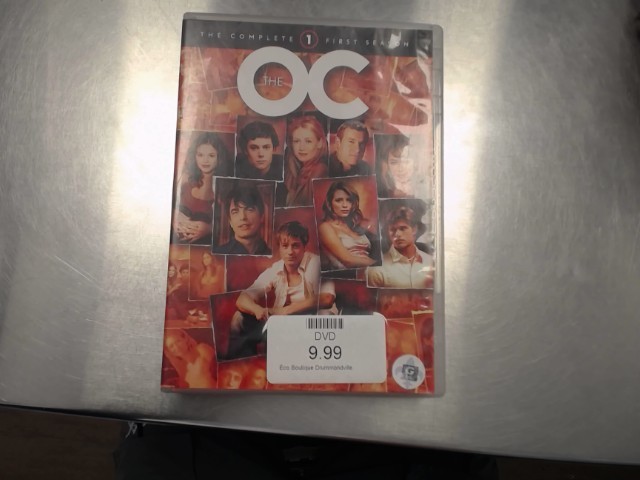 THE COMPLETE 1 FIRST SEASON
THE OC
DVD
9.99
Eco Boutique Drummondville